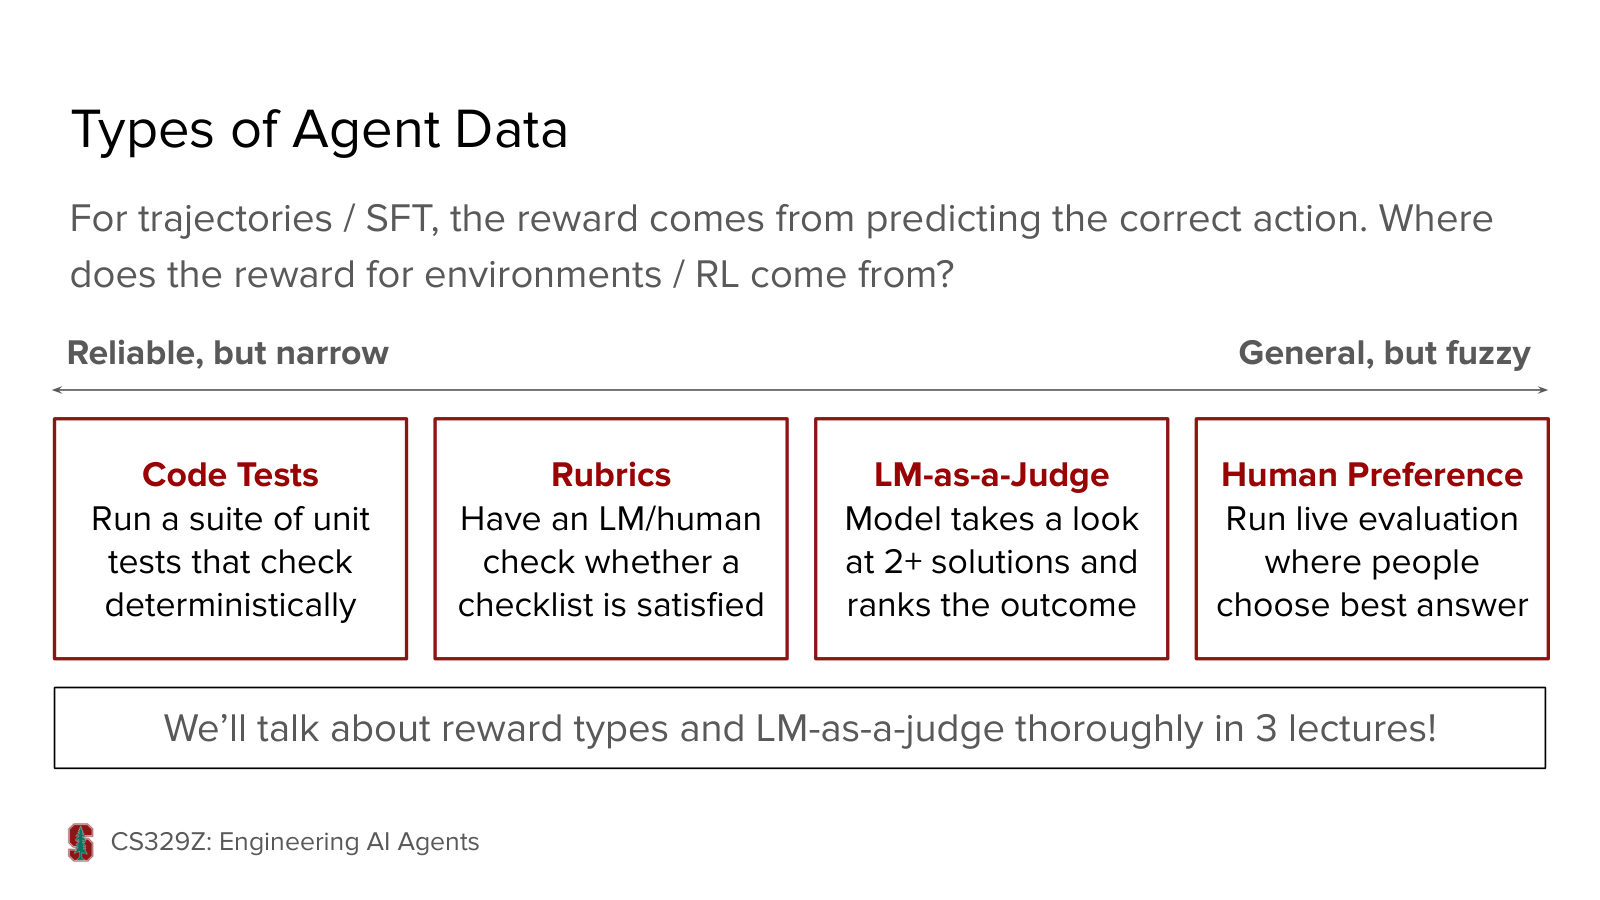 Types of Agent Data
For trajectories / SFT, the reward comes from predicting the correct action. Where
does the reward for environments / RL come from?
Reliable, but narrow
General, but fuzzy
Code Tests
Run a suite of unit
tests that check
deterministically
Rubrics
Have an LM/human
check whether a
checklist is satisfied
LM-as-a-Judge
Model takes a look
at 2+ solutions and
ranks the outcome
Human Preference
Run live evaluation
where people
choose best answer
We’ll talk about reward types and LM-as-a-judge thoroughly in 3 lectures!
CS329Z: Engineering AI Agents